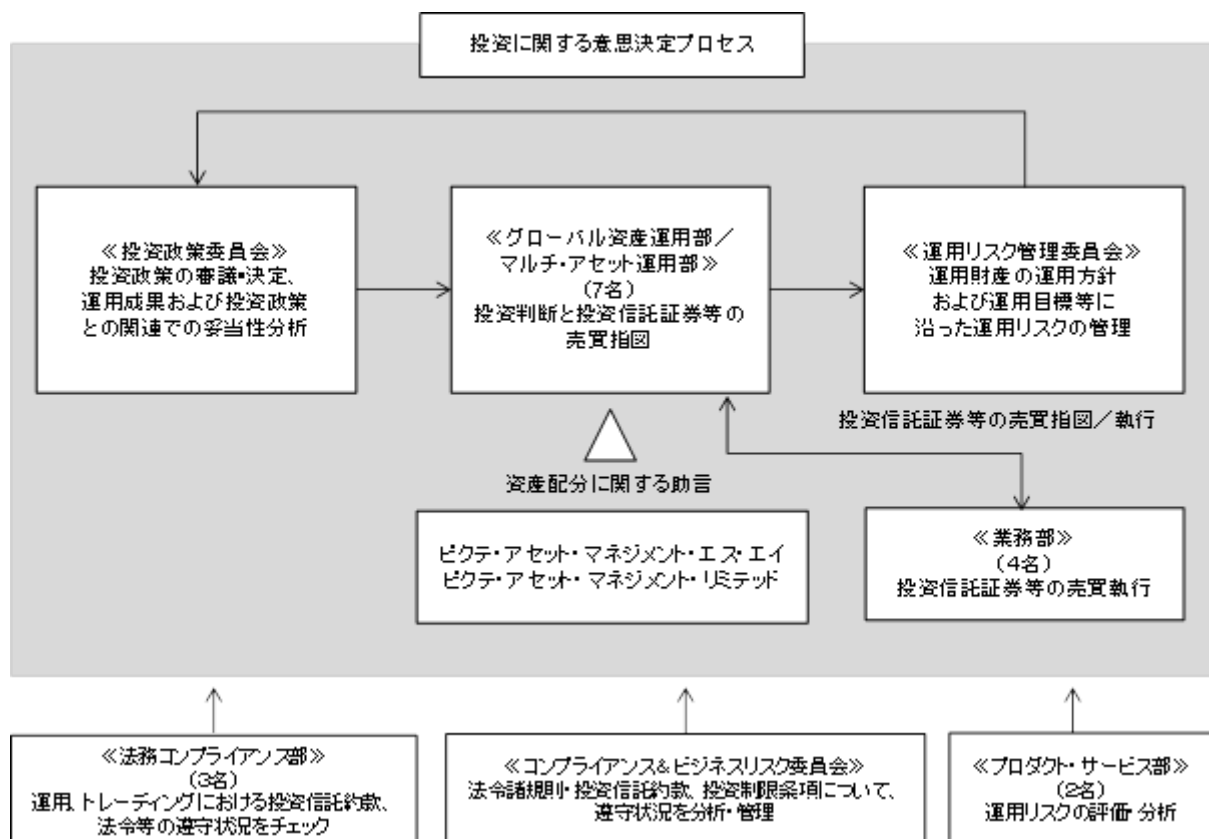 投資に関する意思決定プロセス
≪投資政策委員会≫
投資政策の審議・決定、
運用成果および投資政策
との関連での妥当性分析
≪グローバル資産運用部／
マルチ・アセット運用部≫
(7名)
投資判断と投資信託証券等の
売買指図
≪運用リスク管理委員会≫
運用財産の運用方針
および運用目標等に
沿った運用リスクの管理
投資信託証券等の売買指図／執行
資産配分に関する助言
ピクテ・アセット・マネジメント・エス・エイ
ピクテ・アセット・マネジメント・リミテッド
≪業務部≫
(4名)
投資信託証券等の売買執行
≪法務コンプライアンス部≫
(3名)
運用、トレーディングにおける投資信託約款、
法令等の遵守状況をチェック
≪コンプライアンス&ビジネスリスク委員会≫
法令諸規則・投資信託約款、投資制限条項について、
遵守状況を分析・管理
≪プロダクト・サービス部≫
(2名)
運用リスクの評価・分析